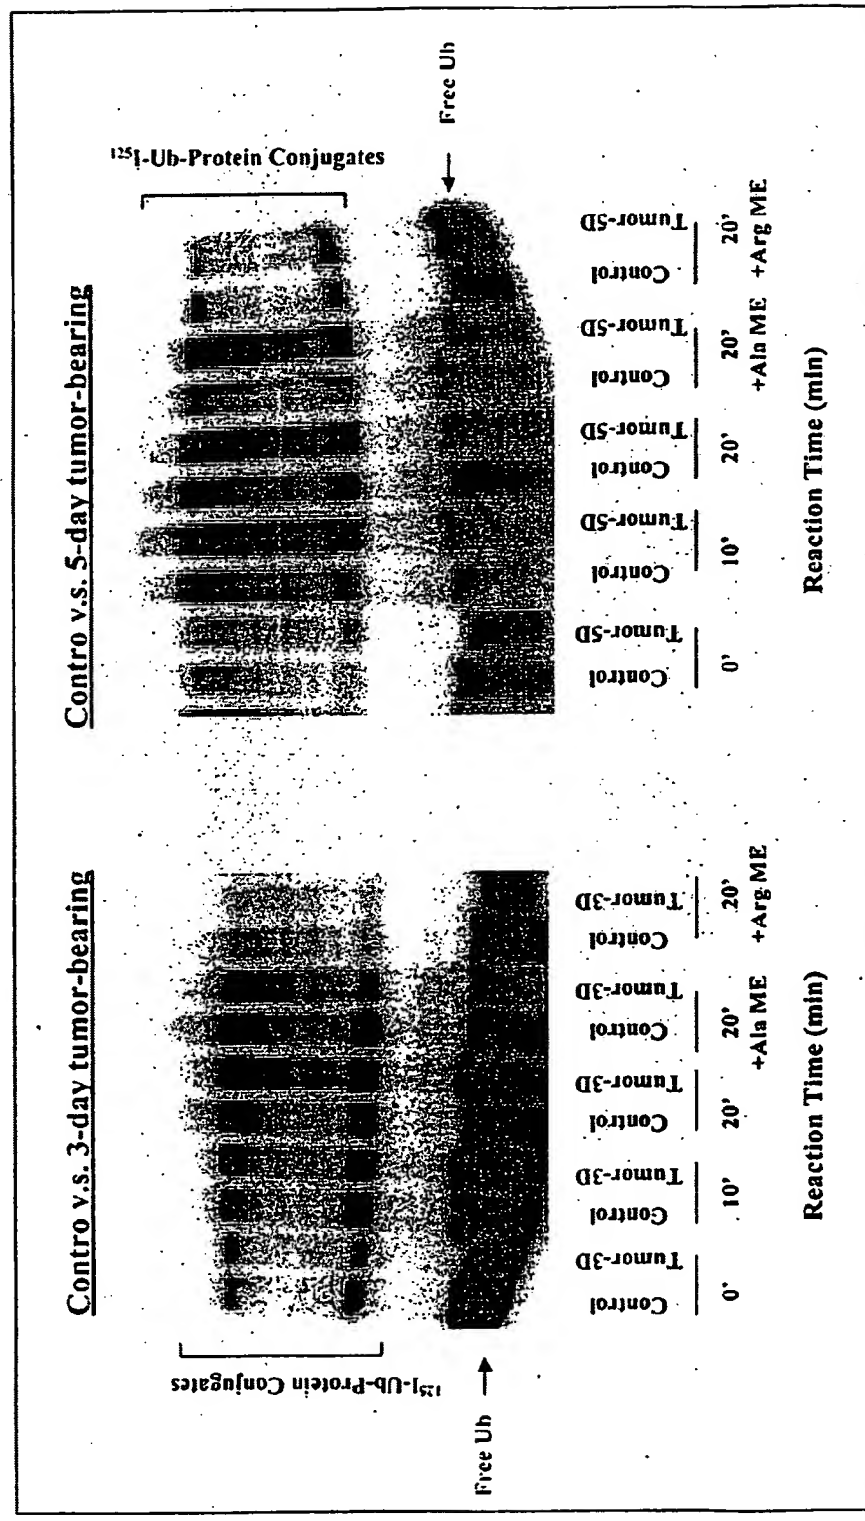 Contro v.s. 3-day tumor-bearing
¹²⁵I-Ub-Protein Conjugates
Free Ub
Control
Tumor-3D
Control
Tumor-3D
Control
Tumor-3D
Control
Tumor-3D
Control
Tumor-3D
0'
10'
20'
20'
20'
+Ala ME
+Arg ME
Reaction Time (min)
Contro v.s. 5-day tumor-bearing
¹²⁵I-Ub-Protein Conjugates
Free Ub
Control
Tumor-5D
Control
Tumor-5D
Control
Tumor-5D
Control
Tumor-5D
Control
Tumor-5D
0'
10'
20'
20'
20'
+Ala ME
+Arg ME
Reaction Time (min)